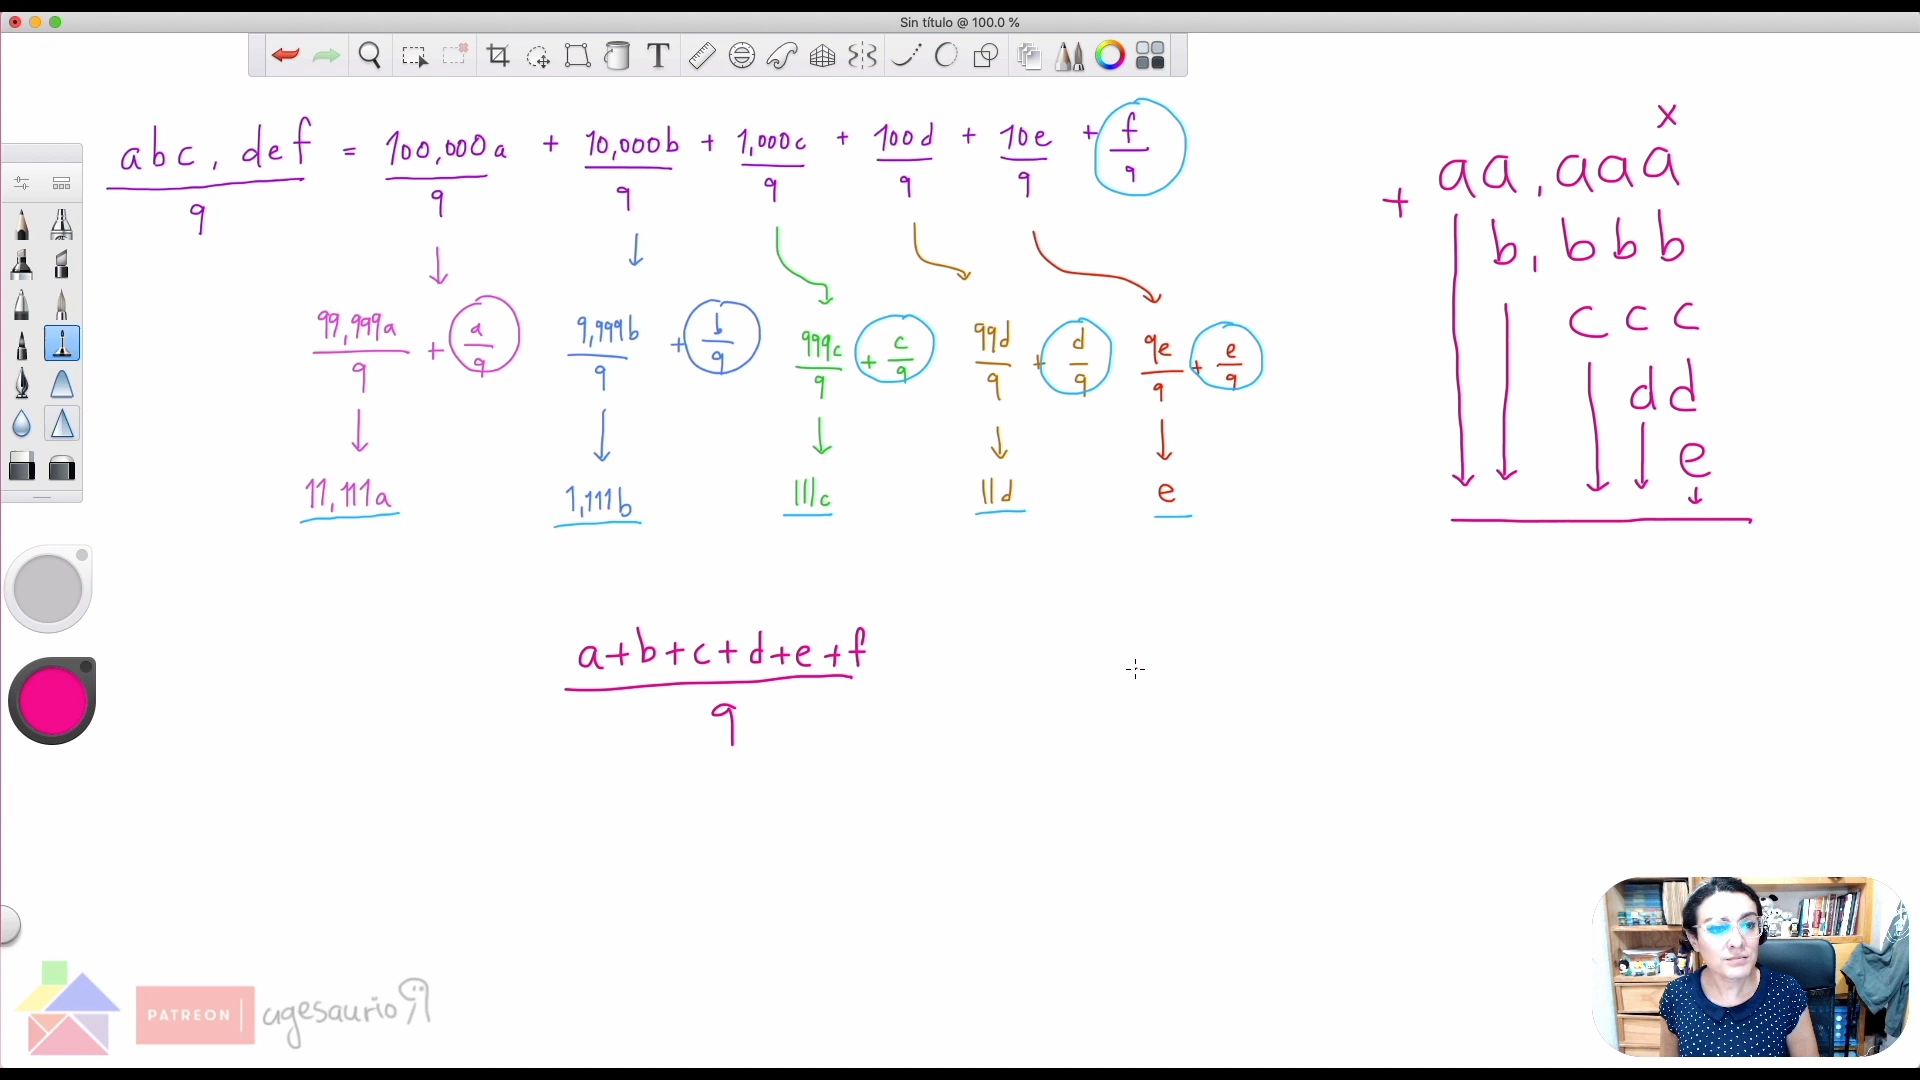 Sin título @ 100.0 %
T
abc, def / 9 = 100,000a / 9 + 10,000b / 9 + 1,000c / 9 + 100d / 9 + 10e / 9 + f / 9
99,999a / 9 + a / 9 9,999b / 9 + b / 9 999c / 9 + c / 9 99d / 9 + d / 9 9e / 9 + e / 9
11,111a 1,111b 111c 11d e
a+b+c+d+e+f / 9
x
+ aa, aaa
b, bbb
ccc
dd
e
PATREON
agesaurio